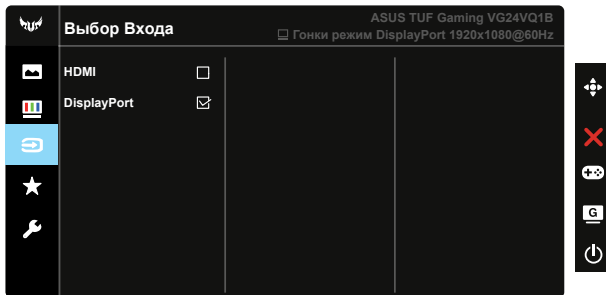 ASUS TUF Gaming VG24VQ1B
Выбор Входа
Гонки режим DisplayPort 1920x1080@60Hz
HDMI
DisplayPort
G